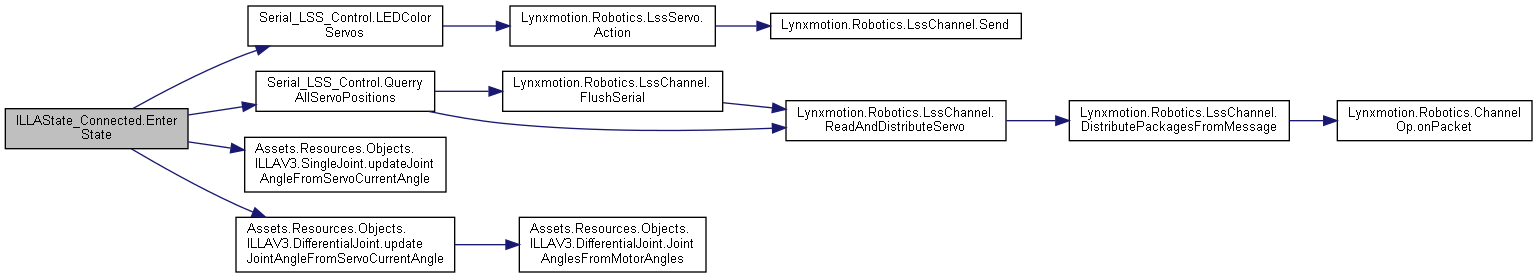 ILLAState_Connected.Enter
State
Serial_LSS_Control.LEDColor
Servos
Lynxmotion.Robotics.LssServo.
Action
Lynxmotion.Robotics.LssChannel.Send
Serial_LSS_Control.Querry
AllServoPositions
Lynxmotion.Robotics.LssChannel.
FlushSerial
Lynxmotion.Robotics.LssChannel.
ReadAndDistributeServo
Lynxmotion.Robotics.LssChannel.
DistributePackagesFromMessage
Lynxmotion.Robotics.Channel
Op.onPacket
Assets.Resources.Objects.
ILLAV3.SingleJoint.updateJoint
AngleFromServoCurrentAngle
Assets.Resources.Objects.
ILLAV3.DifferentialJoint.update
JointAngleFromServoCurrentAngle
Assets.Resources.Objects.
ILLAV3.DifferentialJoint.Joint
AnglesFromMotorAngles